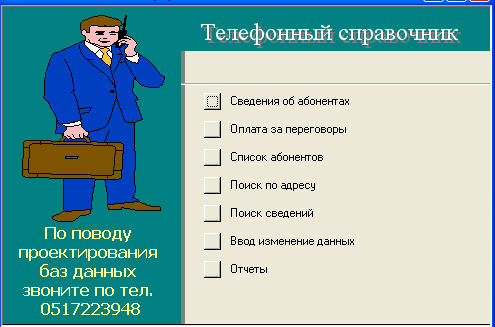 Телефонный справочник
Сведения об абонентах
Оплата за переговоры
Список абонентов
Поиск по адресу
Поиск сведений
Ввод изменение данных
Отчеты
По поводу
проектирования
баз данных
звоните по тел.
0517223948